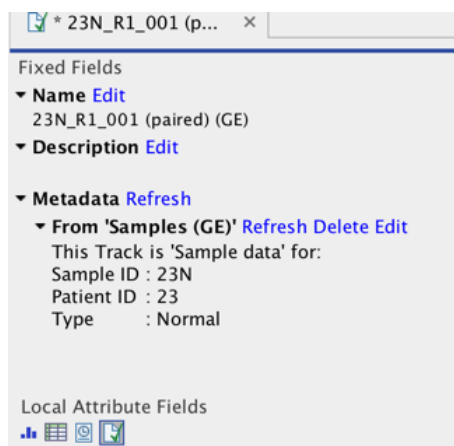 * 23N_R1_001 (p...
Fixed Fields
Name Edit
23N_R1_001 (paired) (GE)
Description Edit
Metadata Refresh
From 'Samples (GE)' Refresh Delete Edit
This Track is 'Sample data' for:
Sample ID : 23N
Patient ID : 23
Type : Normal
Local Attribute Fields